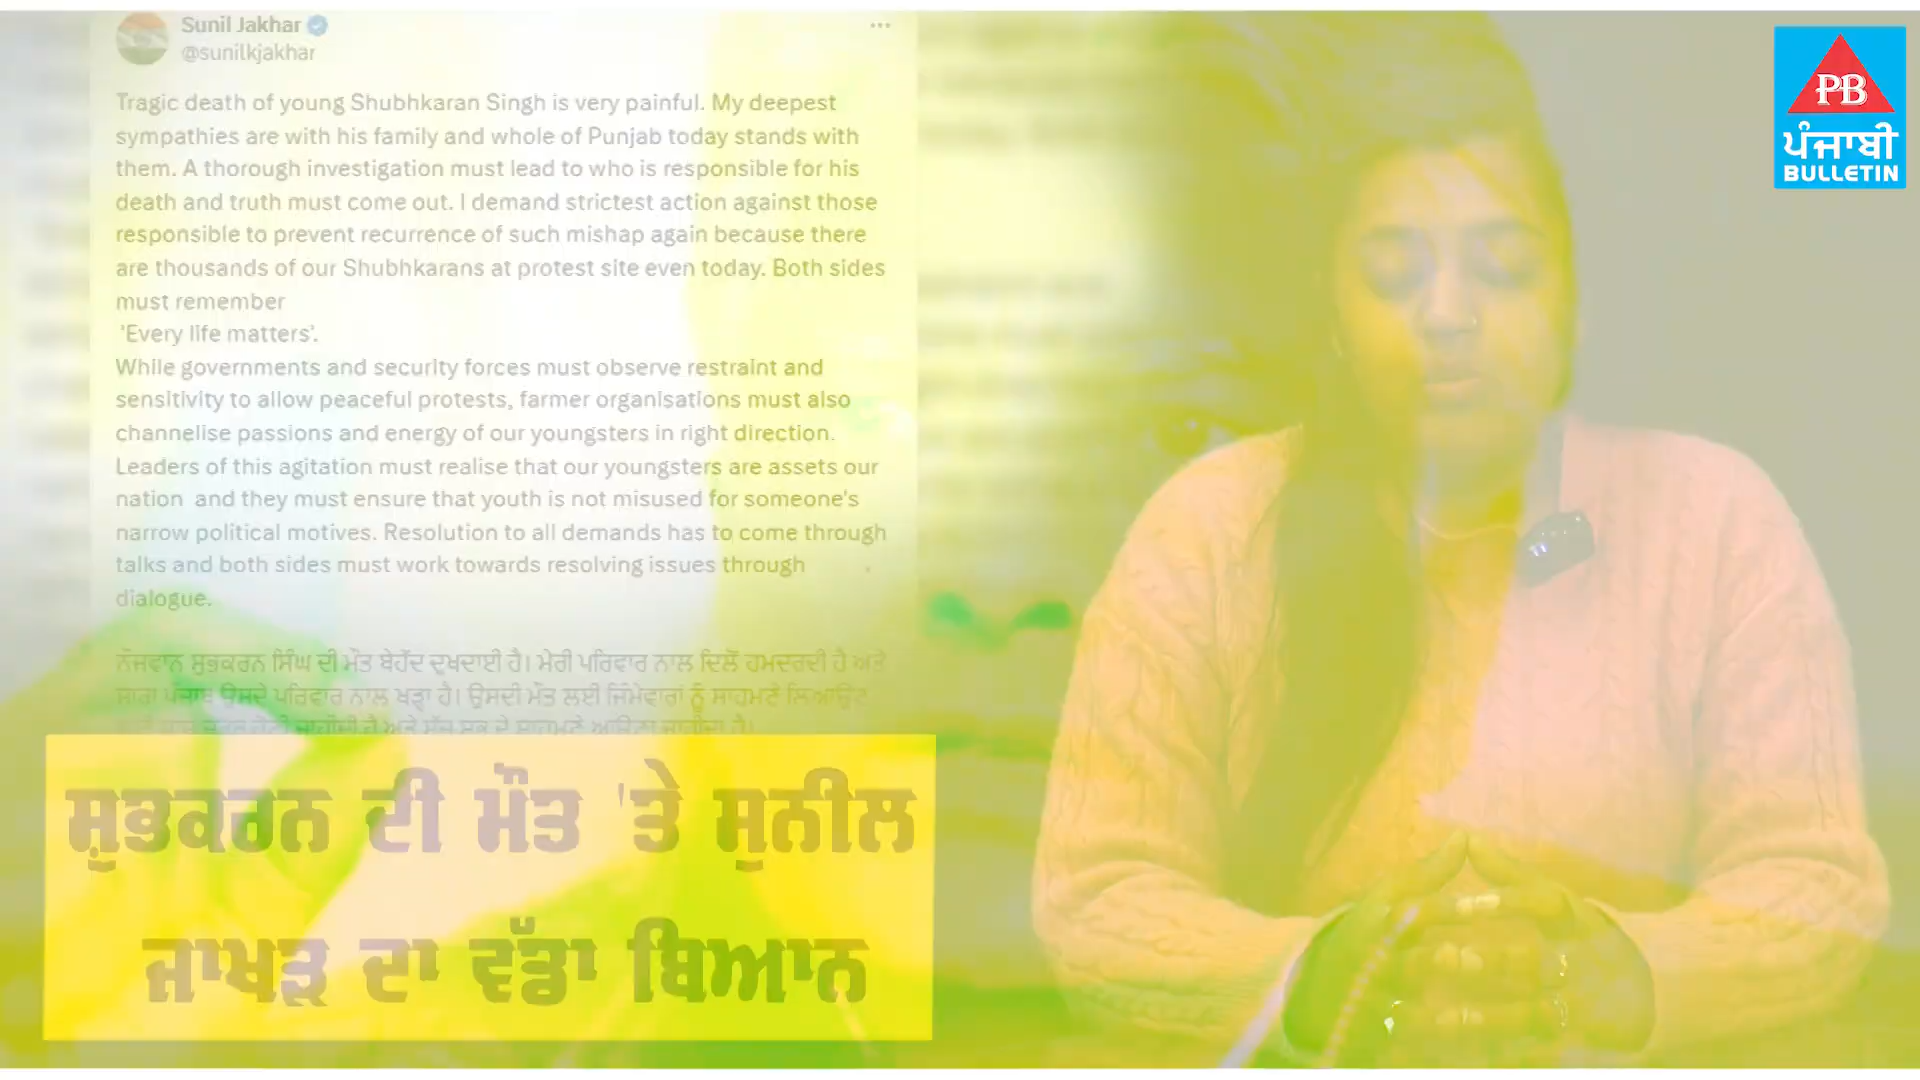 Sunil Jakhar
@sunilkjakhar
Tragic death of young Shubhkaran Singh is very painful. My deepest
sympathies are with his family and whole of Punjab today stands with
them. A thorough investigation must lead to who is responsible for his
death and truth must come out. I demand strictest action against those
responsible to prevent recurrence of such mishap again because there
are thousands of our Shubhkarans at protest site even today. Both sides
must remember
'Every life matters'.
While governments and security forces must observe restraint and
sensitivity to allow peaceful protests, farmer organisations must also
channelise passions and energy of our youngsters in right direction.
Leaders of this agitation must realise that our youngsters are assets our
nation and they must ensure that youth is not misused for someone's
narrow political motives. Resolution to all demands has to come through
talks and both sides must work towards resolving issues through
dialogue.
ਨੌਜਵਾਨ ਸ਼ੁਭਕਰਨ ਸਿੰਘ ਦੀ ਮੌਤ ਬੇਹੱਦ ਦੁਖਦਾਈ ਹੈ। ਮੇਰੀ ਪਰਿਵਾਰ ਨਾਲ ਦਿਲੋਂ ਹਮਦਰਦੀ ਹੈ ਅਤੇ
ਸਾਰਾ ਪੰਜਾਬ ਉਸਦੇ ਪਰਿਵਾਰ ਨਾਲ ਖੜ੍ਹਾ ਹੈ। ਉਸਦੀ ਮੌਤ ਲਈ ਜਿੰਮੇਵਾਰਾਂ ਨੂੰ ਸਾਹਮਣੇ ਲਿਆਉਣ
ਚਾਹੀਦੀ ਹੈ ਅਤੇ ਸੱਚ ਸਭ ਦੇ ਸਾਹਮਣੇ ਆਉਣਾ ਚਾਹੀਦਾ ਹੈ।
ਸ਼ੁਭਕਰਨ ਦੀ ਮੌਤ 'ਤੇ ਸੁਨੀਲ
ਜਾਖੜ ਦਾ ਵੱਡਾ ਬਿਆਨ
PB
ਪੰਜਾਬੀ
BULLETIN